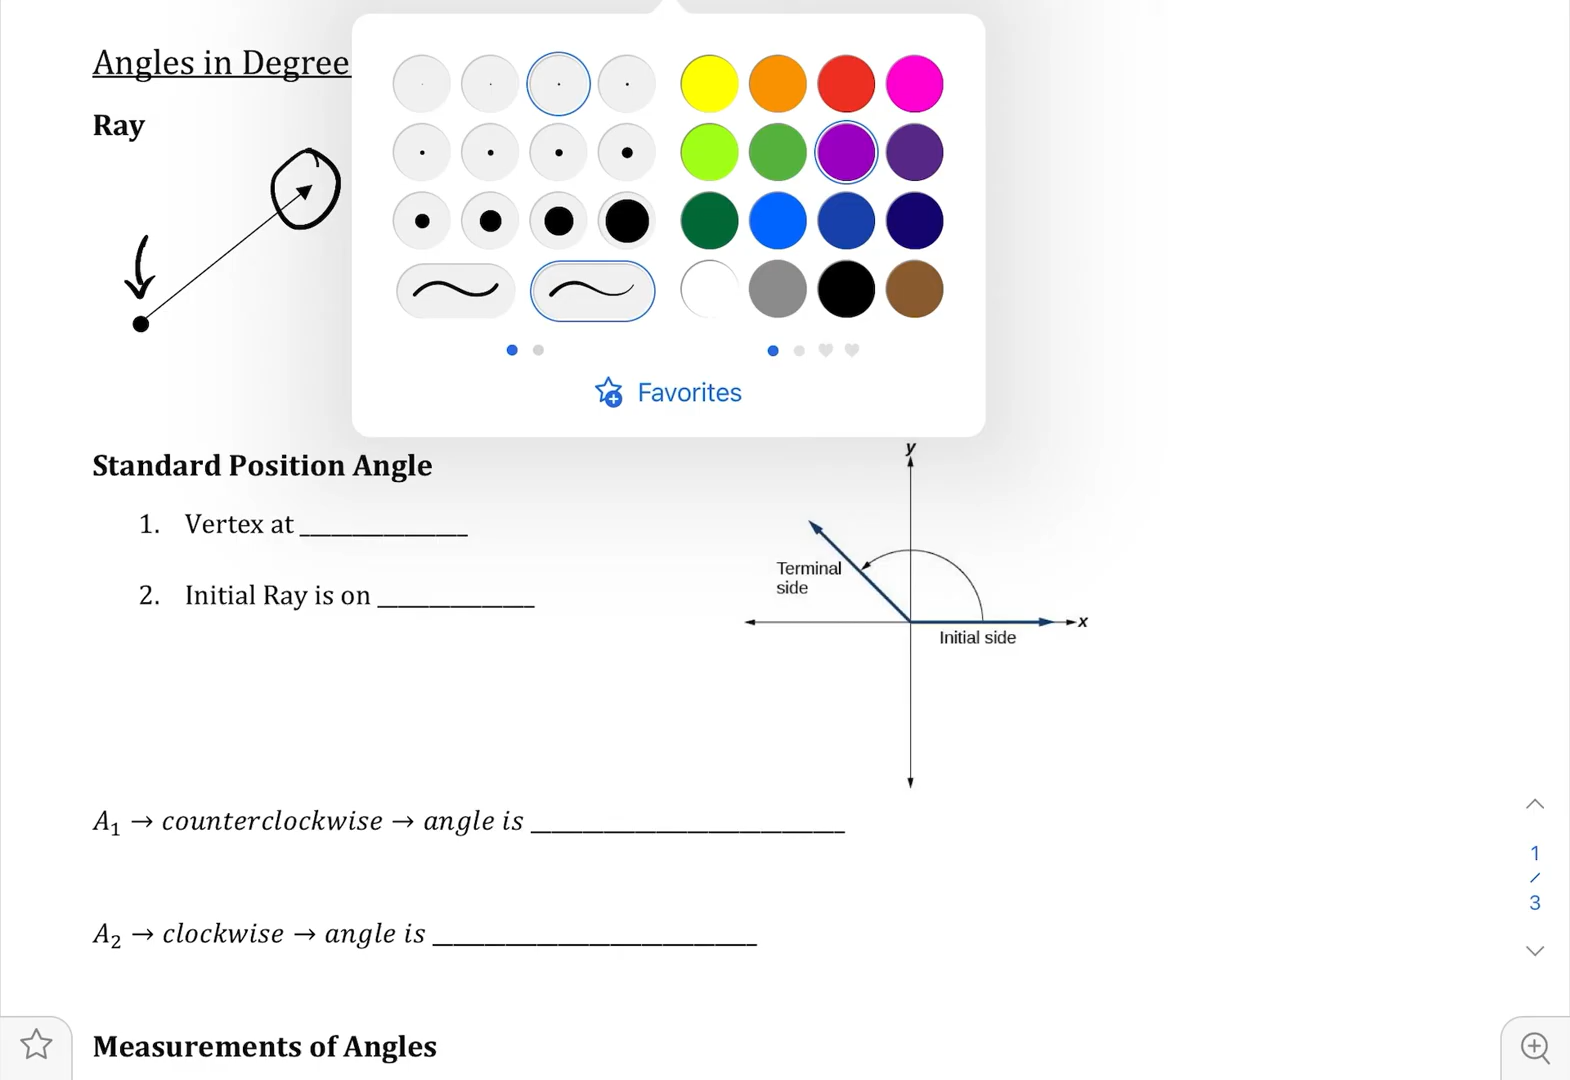 Angles in Degree
Ray
Favorites
Standard Position Angle
1. Vertex at ____________
2. Initial Ray is on ___________
y
Terminal
side
x
Initial side
A₁ → counterclockwise → angle is ______________________
A₂ → clockwise → angle is _______________________
1
/
3
Measurements of Angles